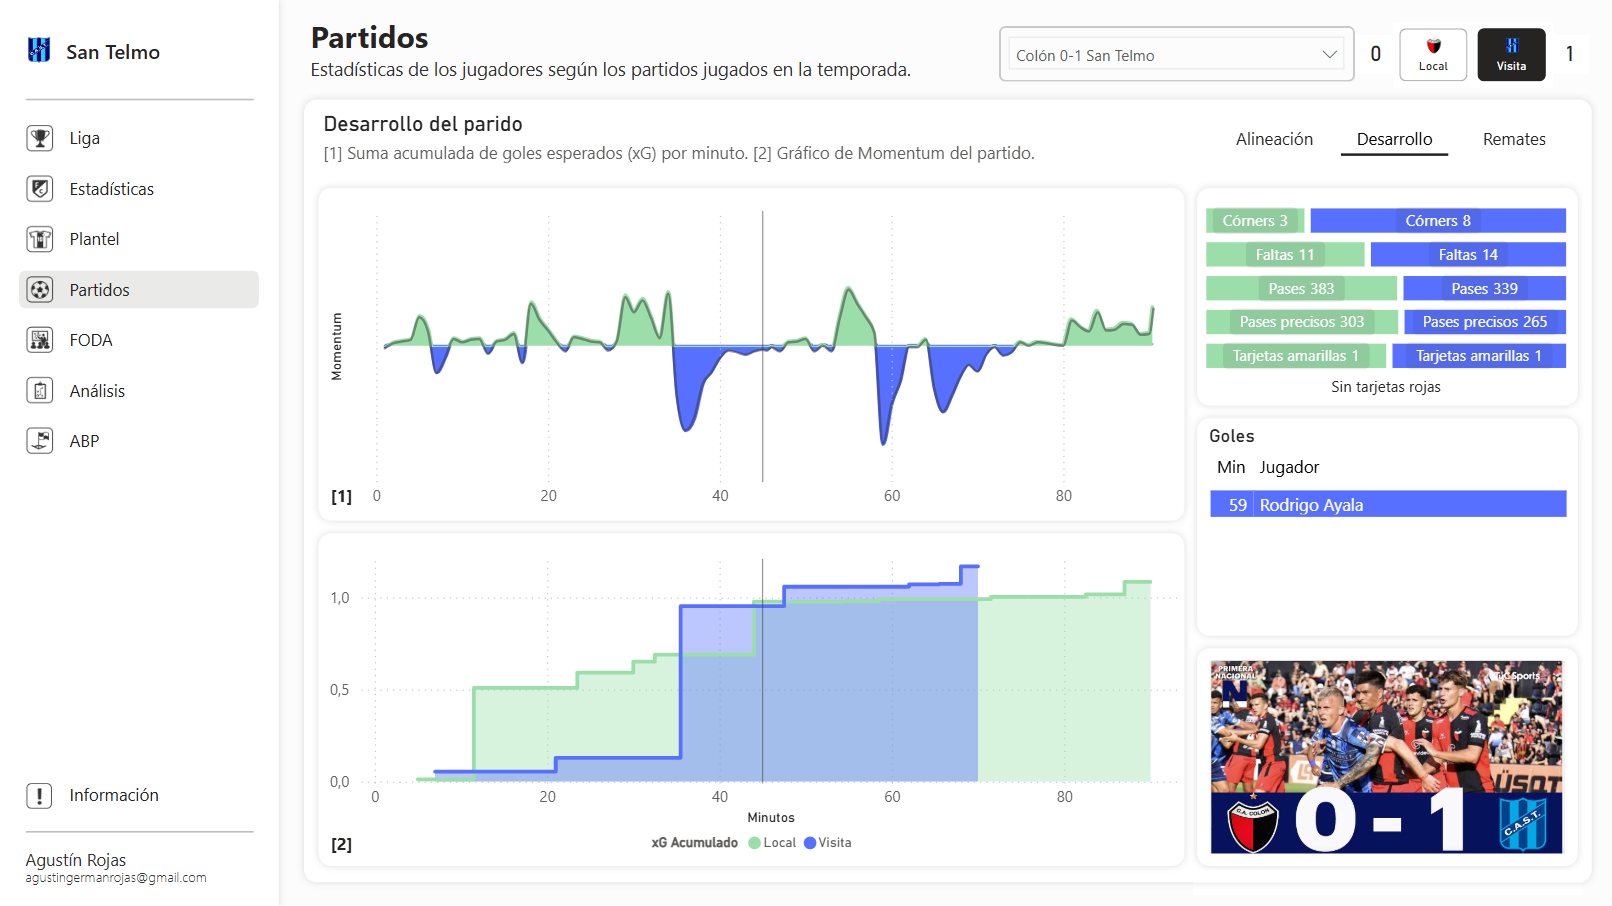 San Telmo
Liga
Estadísticas
Plantel
Partidos
FODA
Análisis
ABP
Información
Agustín Rojas
agustingermanrojas@gmail.com
Partidos
Estadísticas de los jugadores según los partidos jugados en la temporada.
Colón 0-1 San Telmo
0
Local
Visita
1
Desarrollo del parido
[1] Suma acumulada de goles esperados (xG) por minuto. [2] Gráfico de Momentum del partido.
Alineación
Desarrollo
Remates
Momentum
[1]
0 20 40 60 80
1,0
0,5
0,0
0 20 40 60 80
Minutos
[2]
xG Acumulado Local Visita
Córners 3 Córners 8
Faltas 11 Faltas 14
Pases 383 Pases 339
Pases precisos 303 Pases precisos 265
Tarjetas amarillas 1 Tarjetas amarillas 1
Sin tarjetas rojas
Goles
Min Jugador
59 Rodrigo Ayala
PRIMERA
NACIONAL
N
Sports
C.A. COLON
0 - 1
C.A.S.T.